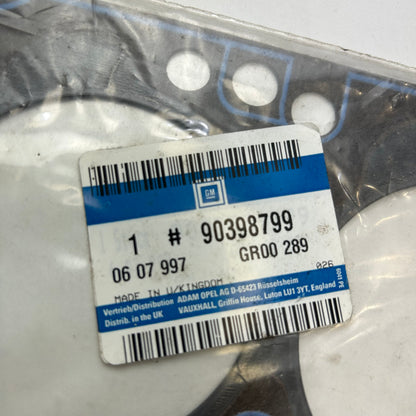 GM
1 # 90398799
06 07 997 GR00 289
MADE IN U/KINGDOM 026
Vertrieb/Distribution ADAM OPEL AG D-65423 Rüsselsheim
Distrib. in the UK VAUXHALL, Griffin House, Luton LU1 3YT, England